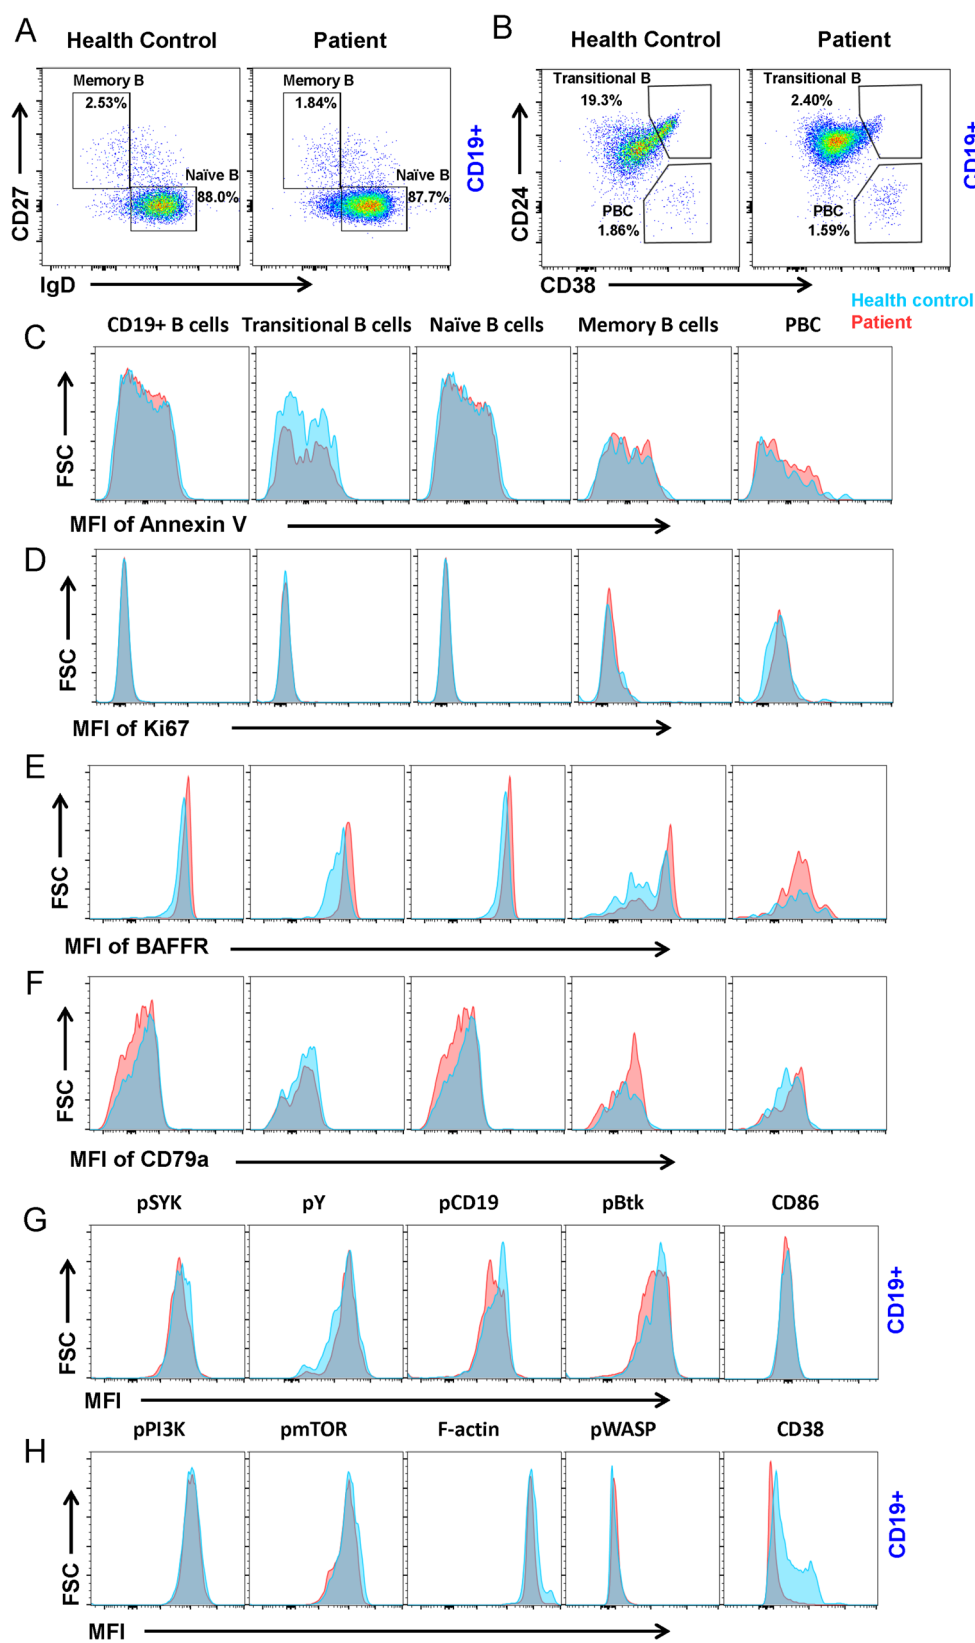 A
Health Control
Patient
Memory B
2.53%
Naïve B
88.0%
Memory B
1.84%
Naïve B
87.7%
CD27
IgD
CD19+
B
Health Control
Patient
Transitional B
19.3%
PBC
1.86%
Transitional B
2.40%
PBC
1.59%
CD24
CD38
CD19+
Health control
Patient
C
CD19+ B cells
Transitional B cells
Naïve B cells
Memory B cells
PBC
FSC
MFI of Annexin V
D
FSC
MFI of Ki67
E
FSC
MFI of BAFFR
F
FSC
MFI of CD79a
G
pSYK
pY
pCD19
pBtk
CD86
FSC
CD19+
MFI
H
pPI3K
pmTOR
F-actin
pWASP
CD38
FSC
CD19+
MFI